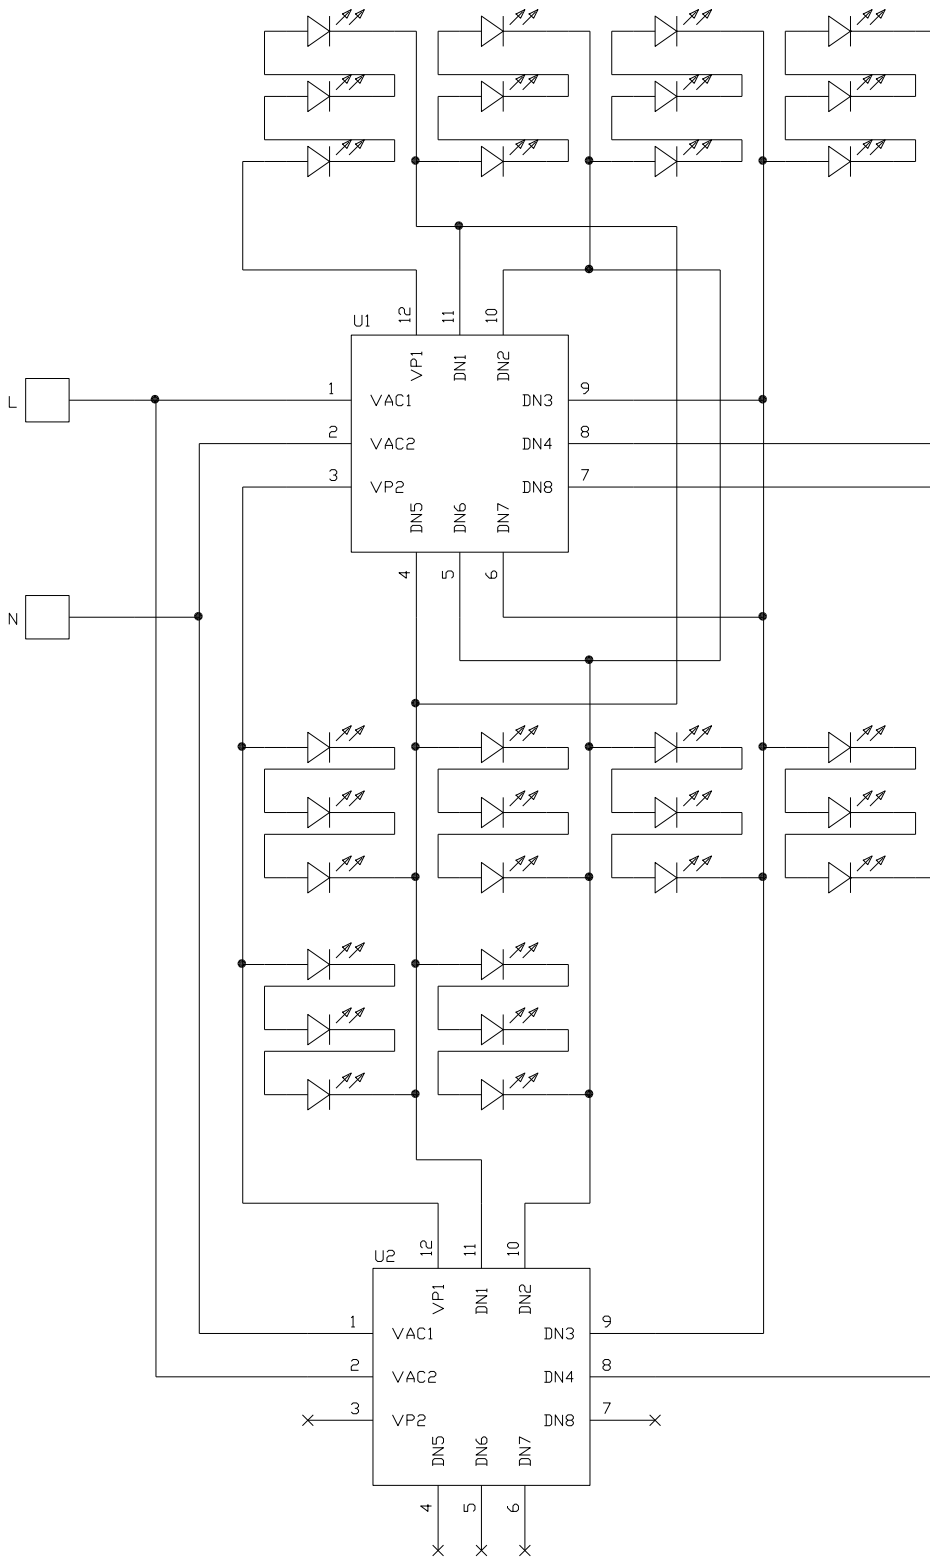 U1
12 11 10
VP1 DN1 DN2
L 1 VAC1 DN3 9
2 VAC2 DN4 8
3 VP2 DN8 7
DN5 DN6 DN7
4 5 6
N
U2
12 11 10
VP1 DN1 DN2
1 VAC1 DN3 9
2 VAC2 DN4 8
3 VP2 DN8 7
DN5 DN6 DN7
4 5 6